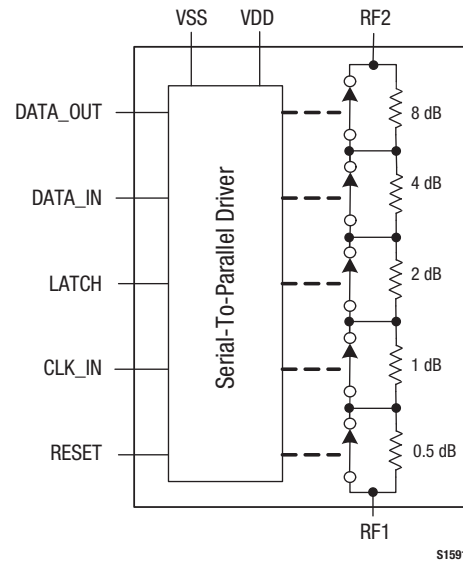 VSS VDD RF2
DATA_OUT
DATA_IN
LATCH
CLK_IN
RESET
Serial-To-Parallel Driver
8 dB
4 dB
2 dB
1 dB
0.5 dB
RF1
S1591